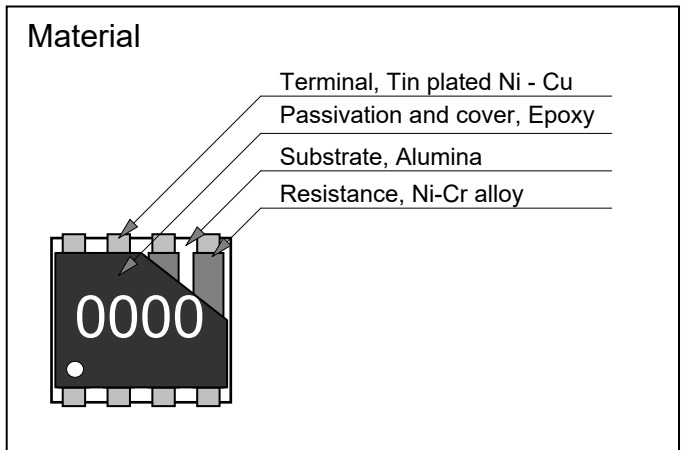 Material
Terminal, Tin plated Ni - Cu
Passivation and cover, Epoxy
Substrate, Alumina
Resistance, Ni-Cr alloy
0000